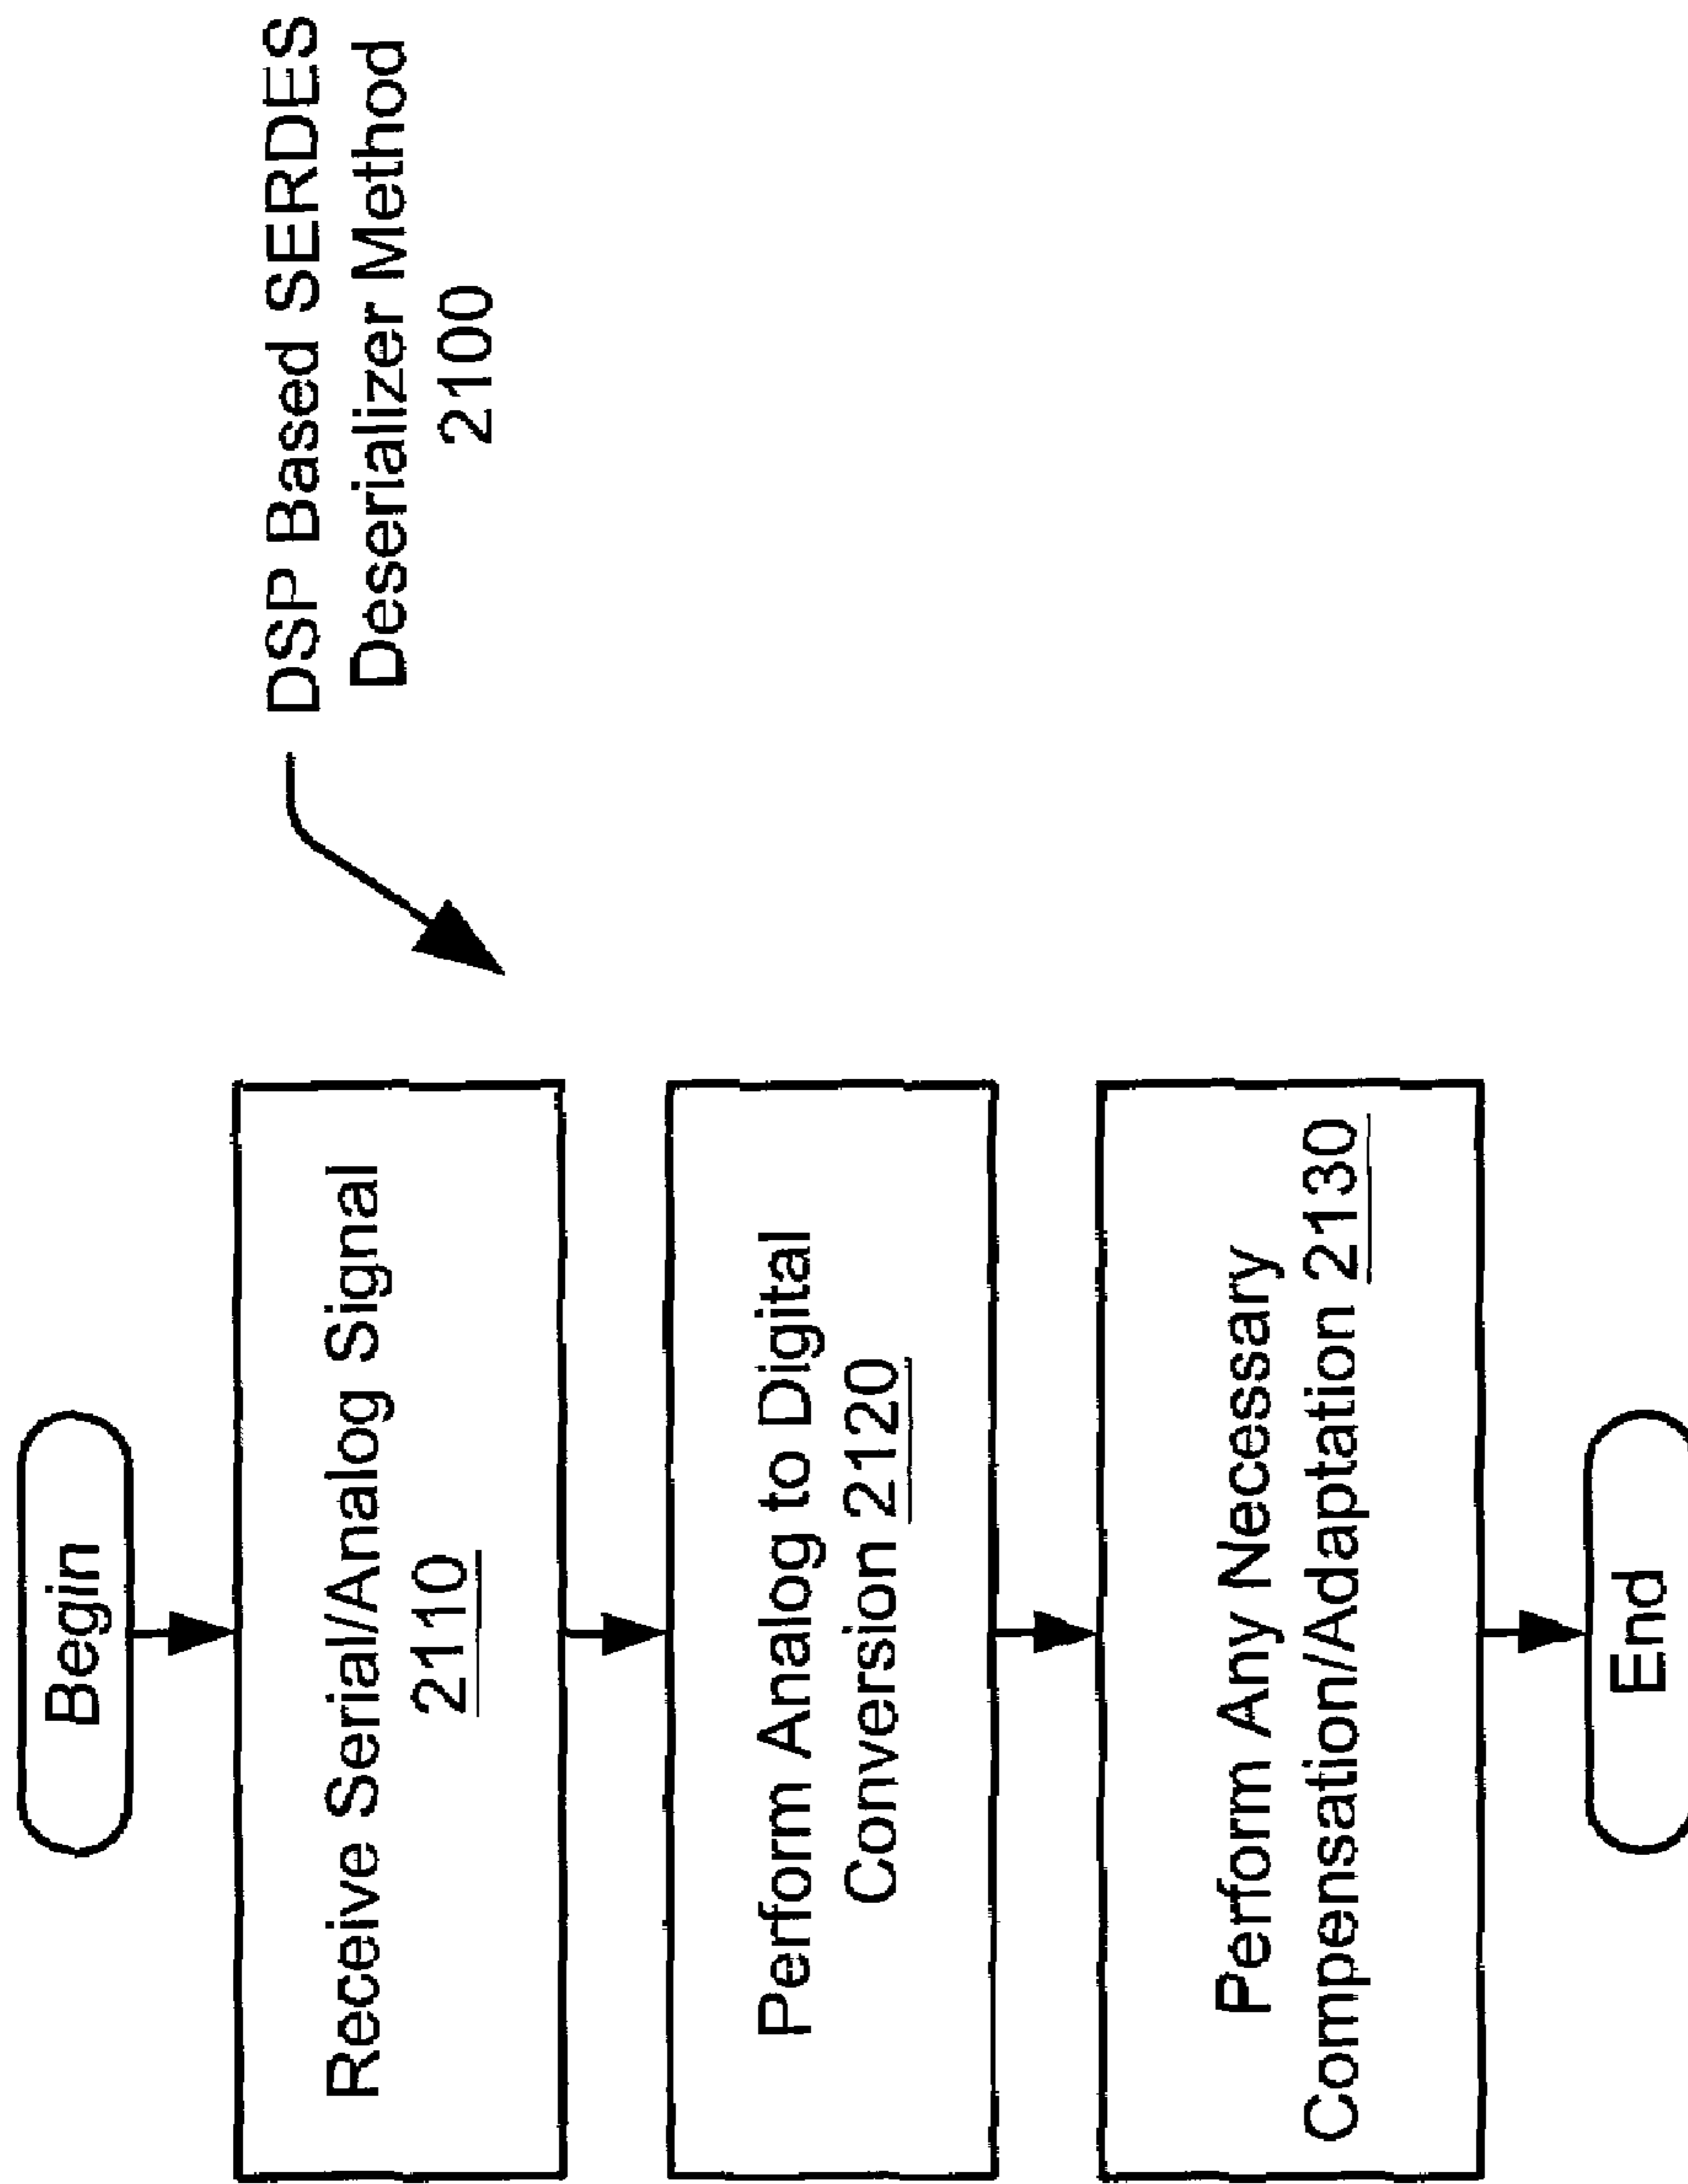 DSP Based SERDES
Deserializer Method
2100
Begin
Receive Serial/Analog Signal
2110
Perform Analog to Digital
Conversion 2120
Perform Any Necessary
Compensation/Adaptation 2130
End